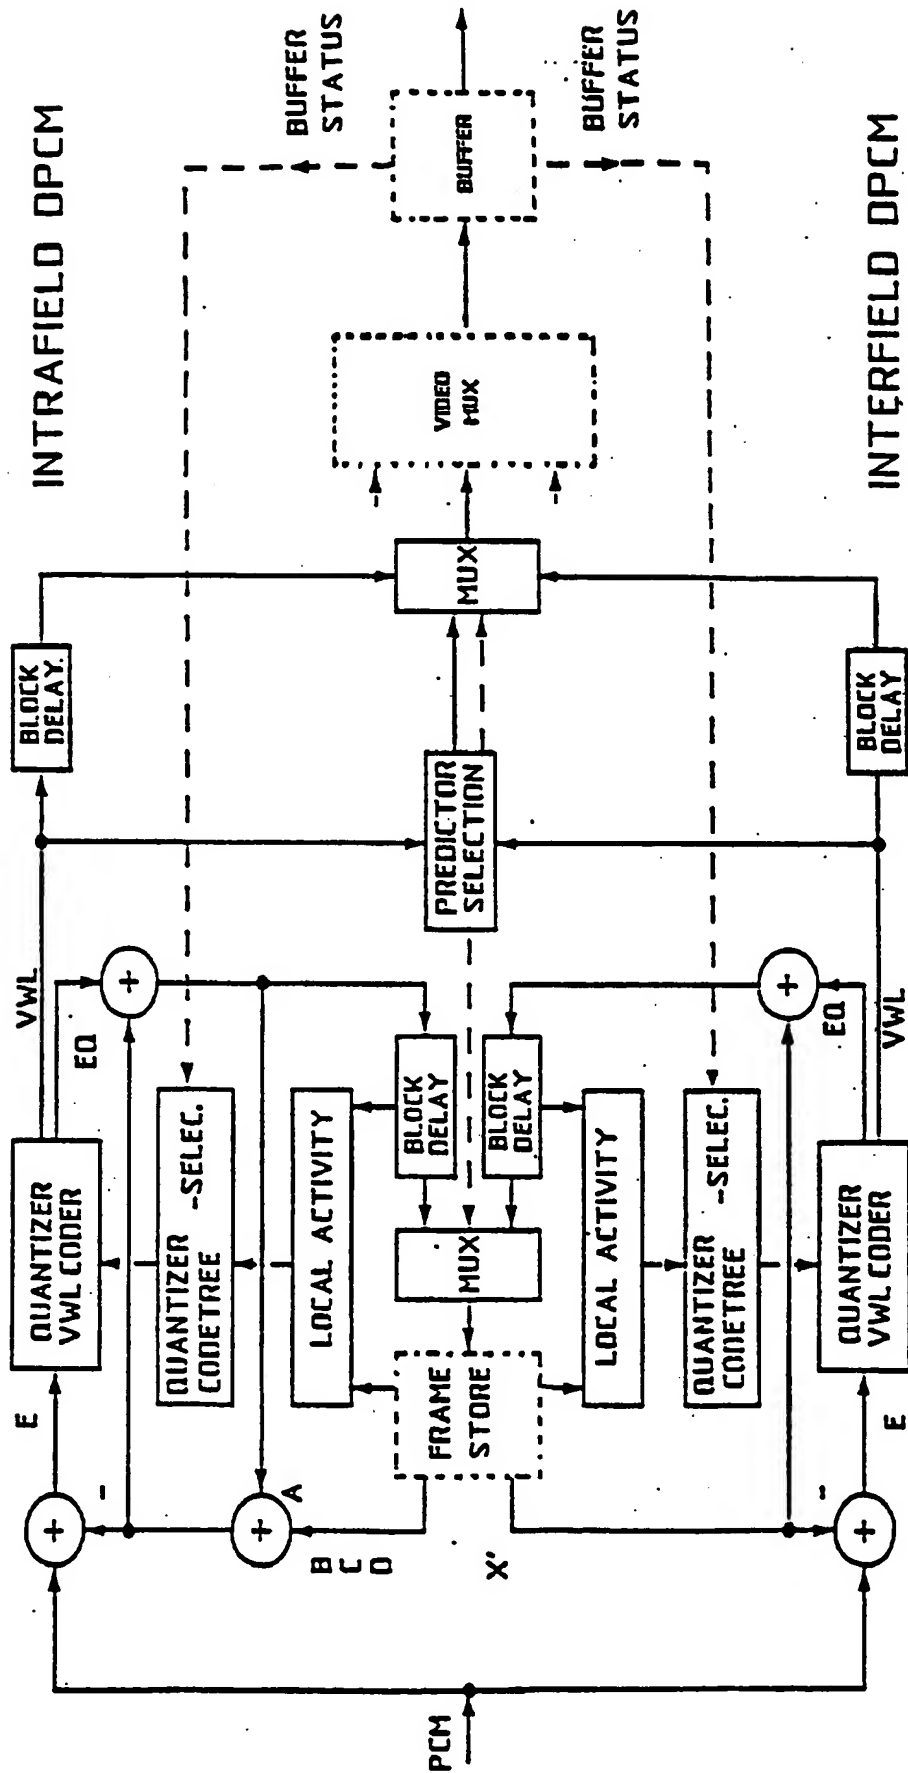 INTRAFIELD DPCM
BLOCK
DELAY.
VWL
EQ
QUANTIZER
VWL CODER
E
-
+
+
QUANTIZER -SELEC.
CODETREE
BUFFER
STATUS
LOCAL ACTIVITY
+
A
B
C
D
BLOCK
DELAY
PREDICTOR
SELECTION
MUX
VIDEO
MUX
BUFFER
MUX
FRAME
STORE
PCM
X'
BLOCK
DELAY
LOCAL ACTIVITY
BUFFER
STATUS
QUANTIZER -SELEC.
CODETREE
+
EQ
VWL
QUANTIZER
VWL CODER
E
-
+
BLOCK
DELAY
INTERFIELD DPCM